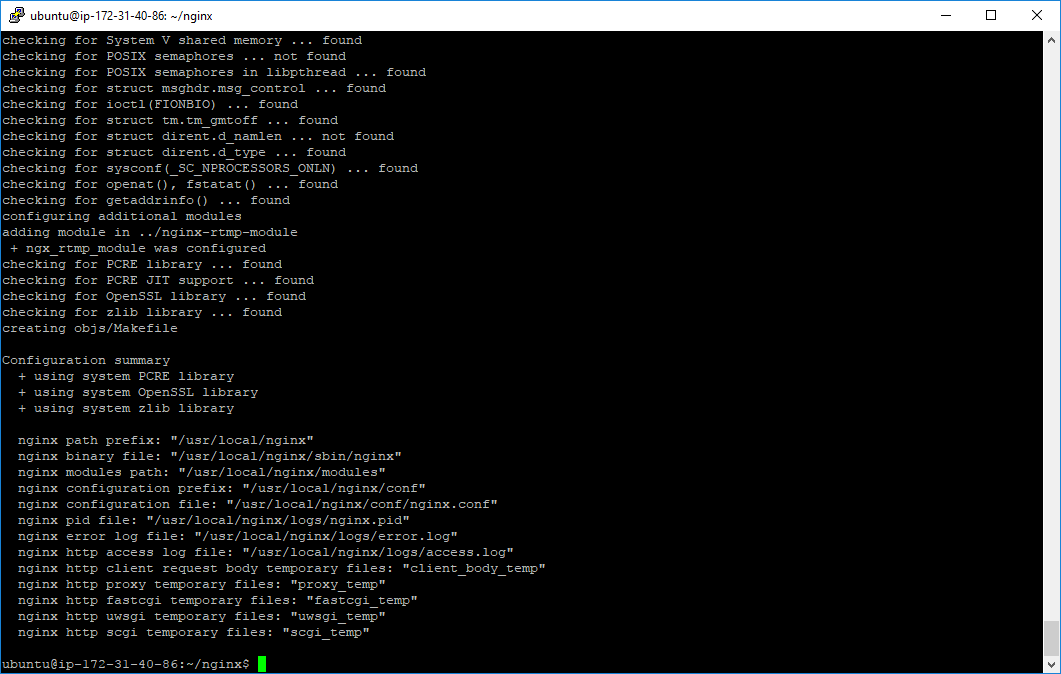 ubuntu@ip-172-31-40-86: ~/nginx
checking for System V shared memory ... found
checking for POSIX semaphores ... not found
checking for POSIX semaphores in libpthread ... found
checking for struct msghdr.msg_control ... found
checking for ioctl(FIONBIO) ... found
checking for struct tm.tm_gmtoff ... found
checking for struct dirent.d_namlen ... not found
checking for struct dirent.d_type ... found
checking for sysconf(_SC_NPROCESSORS_ONLN) ... found
checking for openat(), fstatat() ... found
checking for getaddrinfo() ... found
configuring additional modules
adding module in ../nginx-rtmp-module
 + ngx_rtmp_module was configured
checking for PCRE library ... found
checking for PCRE JIT support ... found
checking for OpenSSL library ... found
checking for zlib library ... found
creating objs/Makefile

Configuration summary
  + using system PCRE library
  + using system OpenSSL library
  + using system zlib library

  nginx path prefix: "/usr/local/nginx"
  nginx binary file: "/usr/local/nginx/sbin/nginx"
  nginx modules path: "/usr/local/nginx/modules"
  nginx configuration prefix: "/usr/local/nginx/conf"
  nginx configuration file: "/usr/local/nginx/conf/nginx.conf"
  nginx pid file: "/usr/local/nginx/logs/nginx.pid"
  nginx error log file: "/usr/local/nginx/logs/error.log"
  nginx http access log file: "/usr/local/nginx/logs/access.log"
  nginx http client request body temporary files: "client_body_temp"
  nginx http proxy temporary files: "proxy_temp"
  nginx http fastcgi temporary files: "fastcgi_temp"
  nginx http uwsgi temporary files: "uwsgi_temp"
  nginx http scgi temporary files: "scgi_temp"

ubuntu@ip-172-31-40-86:~/nginx$